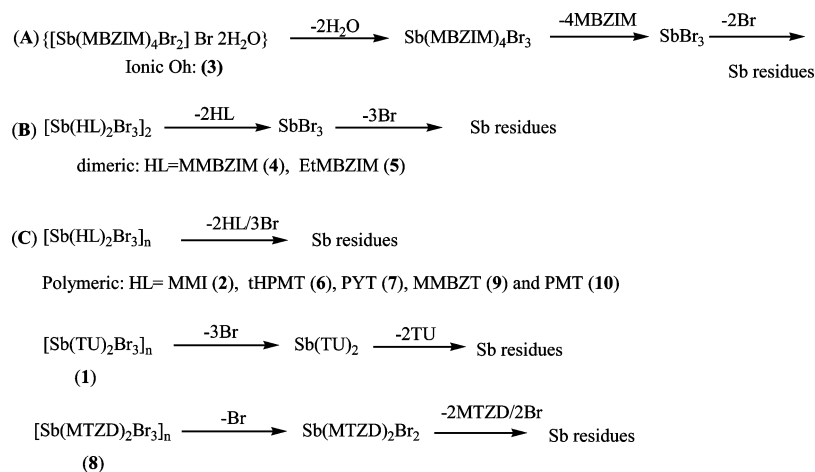 (A) {[Sb(MBZIM)₄Br₂] Br 2H₂O} -2H₂O Sb(MBZIM)₄Br₃ -4MBZIM SbBr₃ -2Br
Ionic Oh: (3) Sb residues
(B) [Sb(HL)₂Br₃]₂ -2HL SbBr₃ -3Br Sb residues
dimeric: HL=MMBZIM (4), EtMBZIM (5)
(C) [Sb(HL)₂Br₃]n -2HL/3Br Sb residues
Polymeric: HL= MMI (2), tHPMT (6), PYT (7), MMBZT (9) and PMT (10)
[Sb(TU)₂Br₃]n -3Br Sb(TU)₂ -2TU Sb residues
(1)
[Sb(MTZD)₂Br₃]n -Br Sb(MTZD)₂Br₂ -2MTZD/2Br Sb residues
(8)